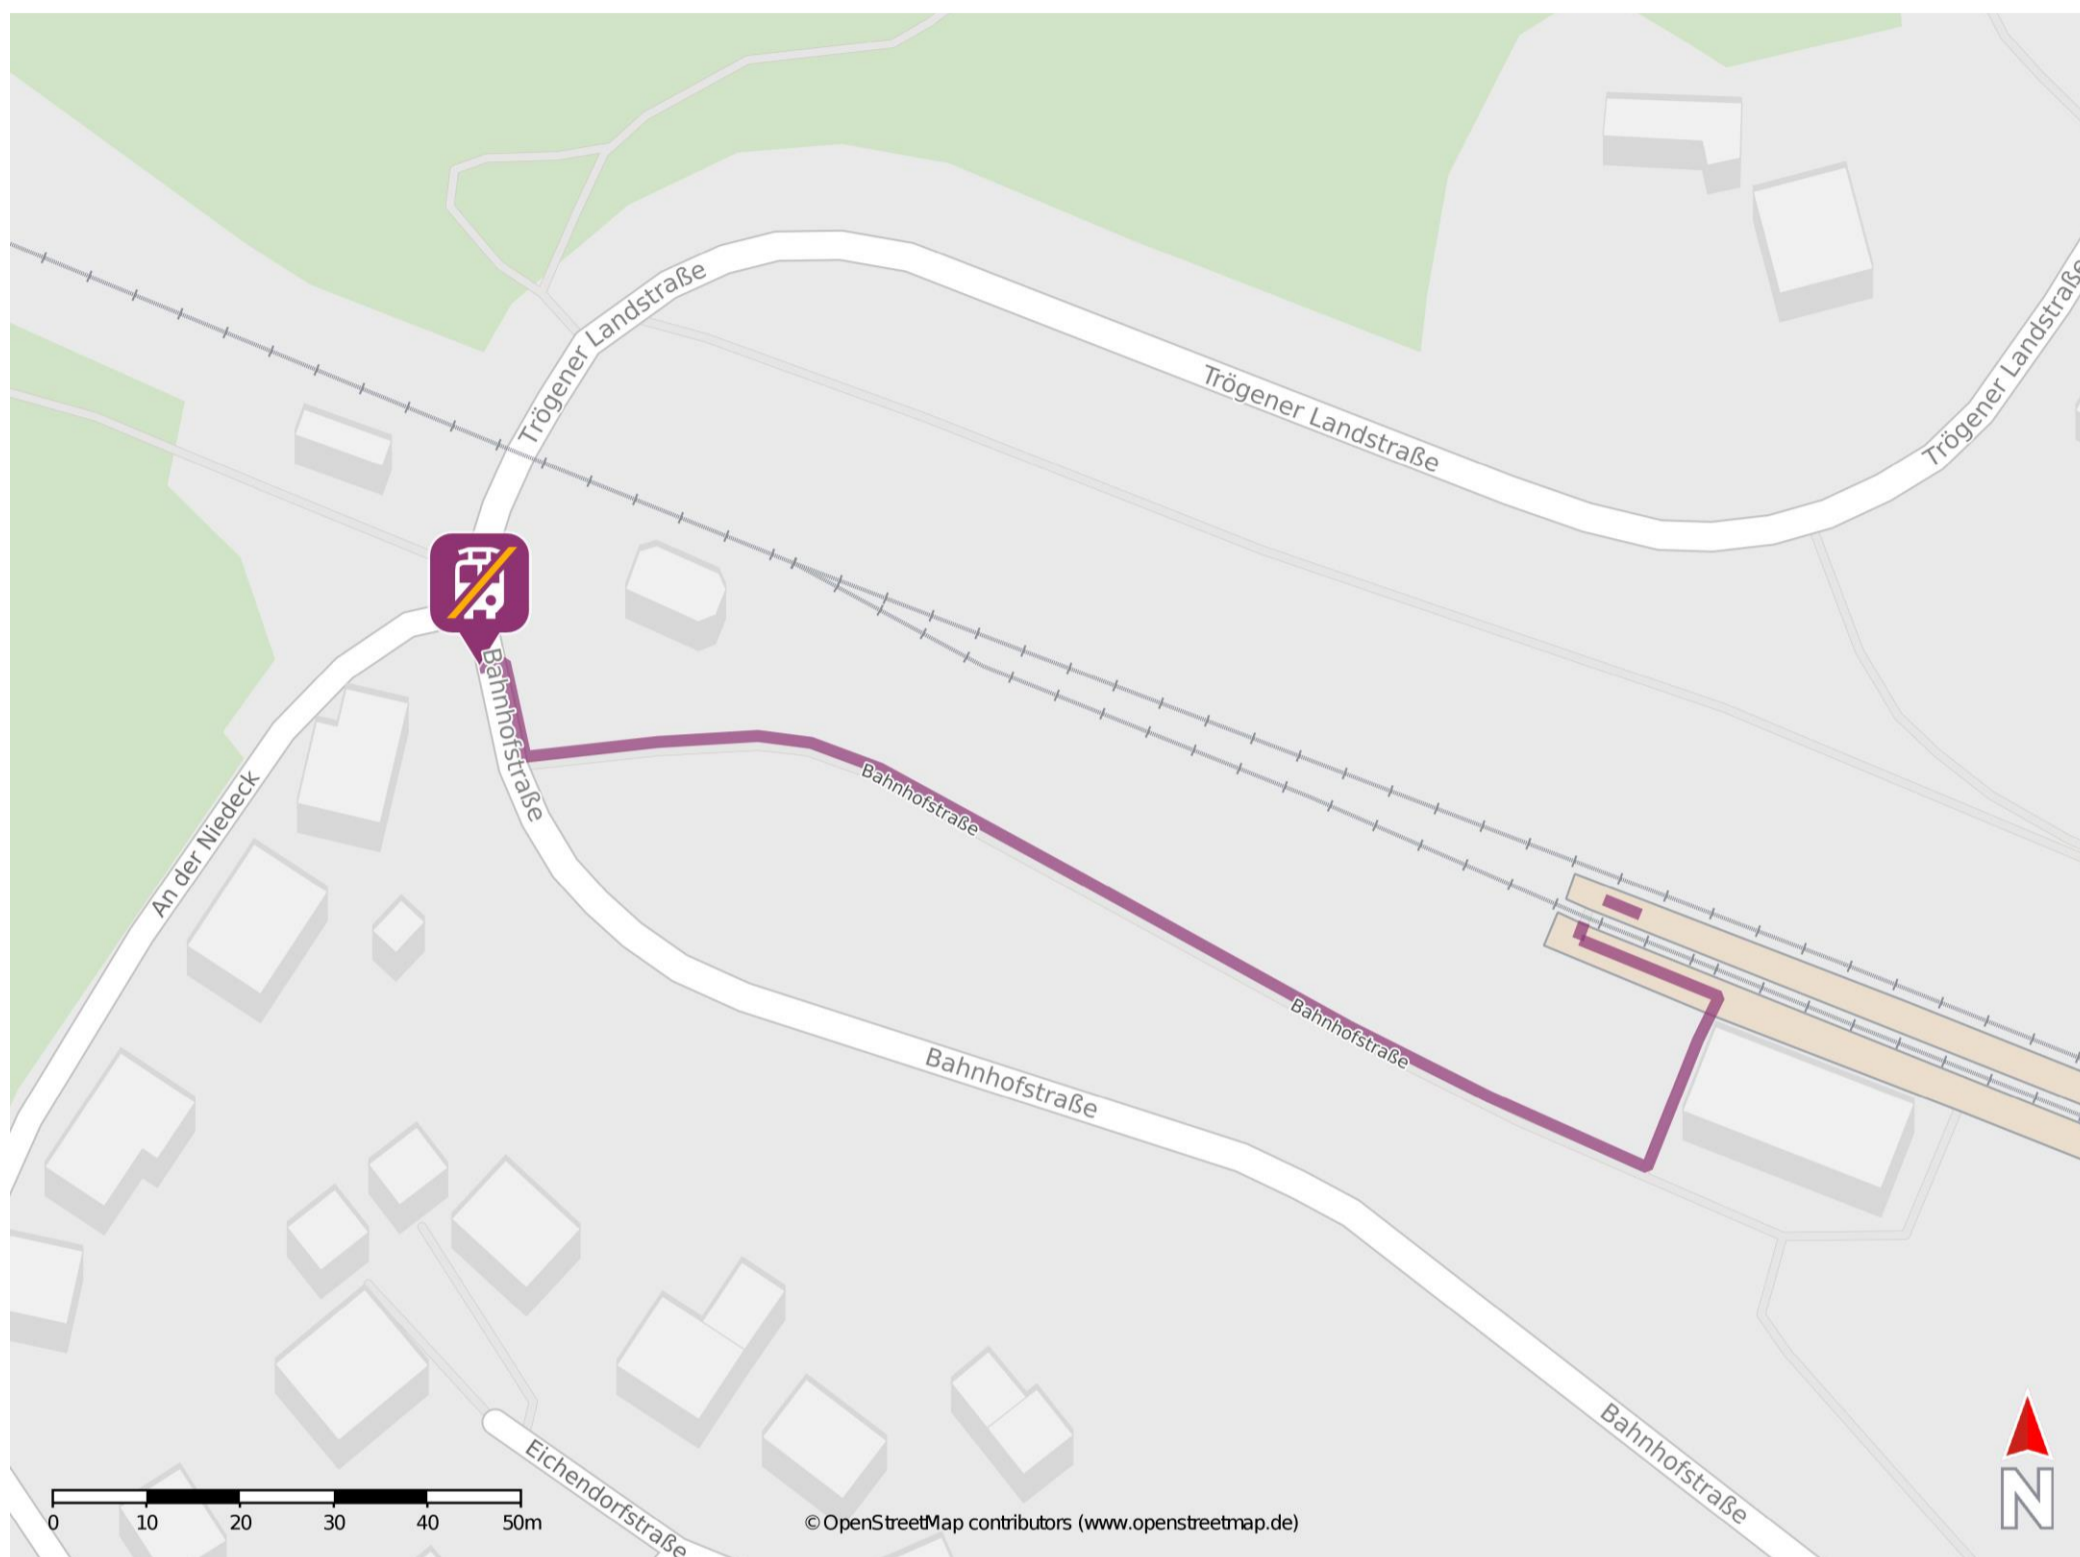 Trögener Landstraße
Trögener Landstraße
Trögener Landstraße
Bahnhofstraße
An der Niedeck
Bahnhofstraße
Bahnhofstraße
Bahnhofstraße
Bahnhofstraße
Eichendorfstraße
0 10 20 30 40 50m
© OpenStreetMap contributors (www.openstreetmap.de)
N